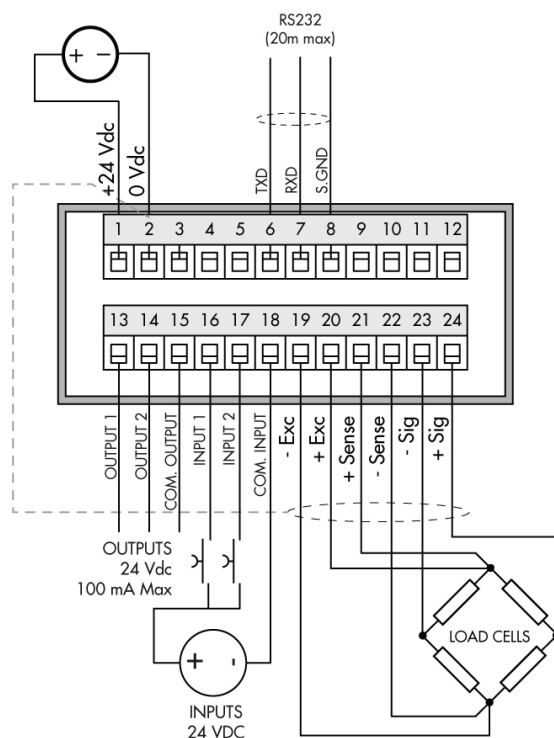 RS232
(20m max)
+ −
+24 Vdc
0 Vdc
TXD
RXD
S.GND
1 2 3 4 5 6 7 8 9 10 11 12
13 14 15 16 17 18 19 20 21 22 23 24
OUTPUT 1
OUTPUT 2
COM. OUTPUT
INPUT 1
INPUT 2
COM. INPUT
- Exc
+ Exc
+ Sense
- Sense
- Sig
+ Sig
OUTPUTS
24 Vdc
100 mA Max
LOAD CELLS
+ -
INPUTS
24 VDC